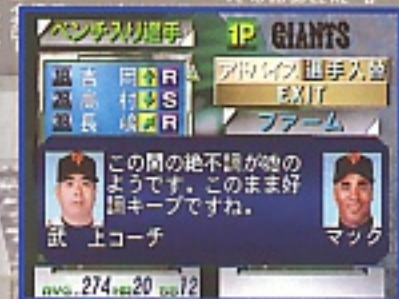 ベンチ入り選手
1P GIANTS
吉 岡 R
アドバイス 選手入替
高 村 S
EXIT
長 嶋 R
ファーム
この間の絶不調が嘘の
ようです。このまま好
調キープですね。
武 上コーチ
マック
AVG .274 HR 20 72